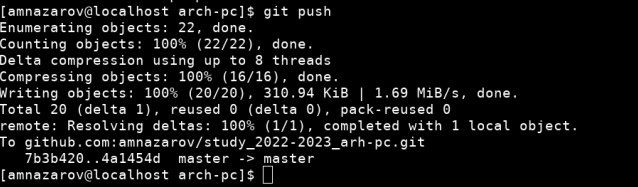 [amnazarov@localhost arch-pc]$ git push
Enumerating objects: 22, done.
Counting objects: 100% (22/22), done.
Delta compression using up to 8 threads
Compressing objects: 100% (16/16), done.
Writing objects: 100% (20/20), 310.94 KiB | 1.69 MiB/s, done.
Total 20 (delta 1), reused 0 (delta 0), pack-reused 0
remote: Resolving deltas: 100% (1/1), completed with 1 local object.
To github.com:amnazarov/study_2022-2023_arh-pc.git
   7b3b420..4a1454d  master -> master
[amnazarov@localhost arch-pc]$